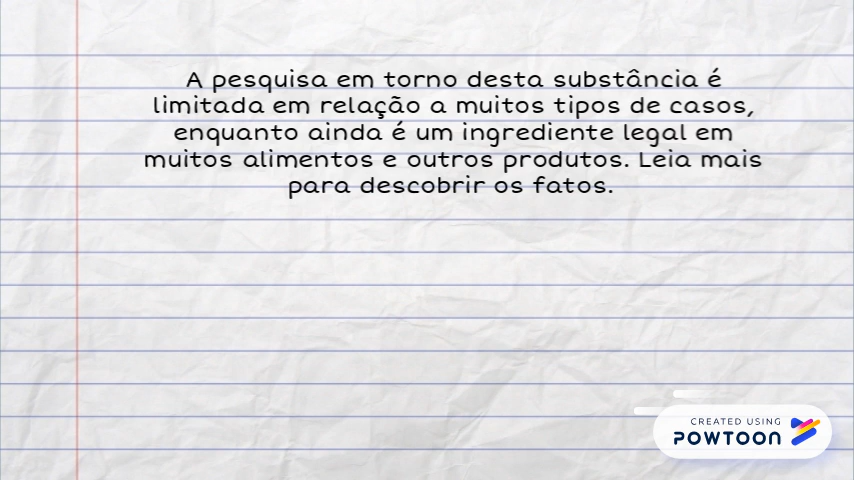 A pesquisa em torno desta substância é
limitada em relação a muitos tipos de casos,
enquanto ainda é um ingrediente legal em
muitos alimentos e outros produtos. Leia mais
para descobrir os fatos.
CREATED USING
POWTOON